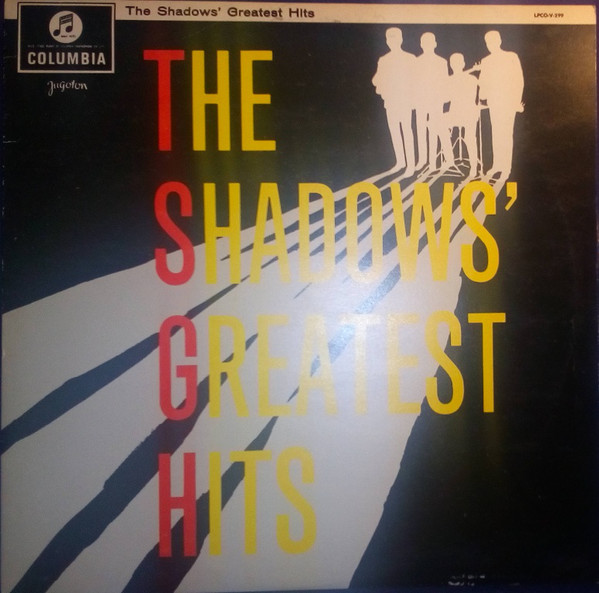 The Shadows' Greatest Hits
LPCO-V-299
COLUMBIA
Jugoton
THE
SHADOWS'
GREATEST
HITS